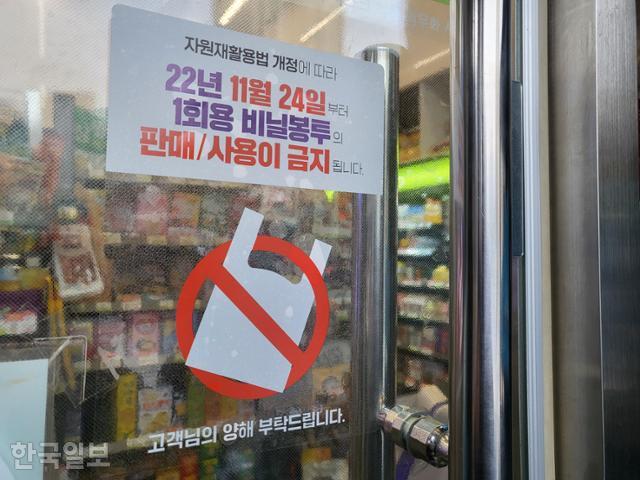 자원재활용법 개정에 따라
22년 11월 24일부터
1회용 비닐봉투의
판매/사용이 금지됩니다.
고객님의 양해 부탁드립니다.
한국일보